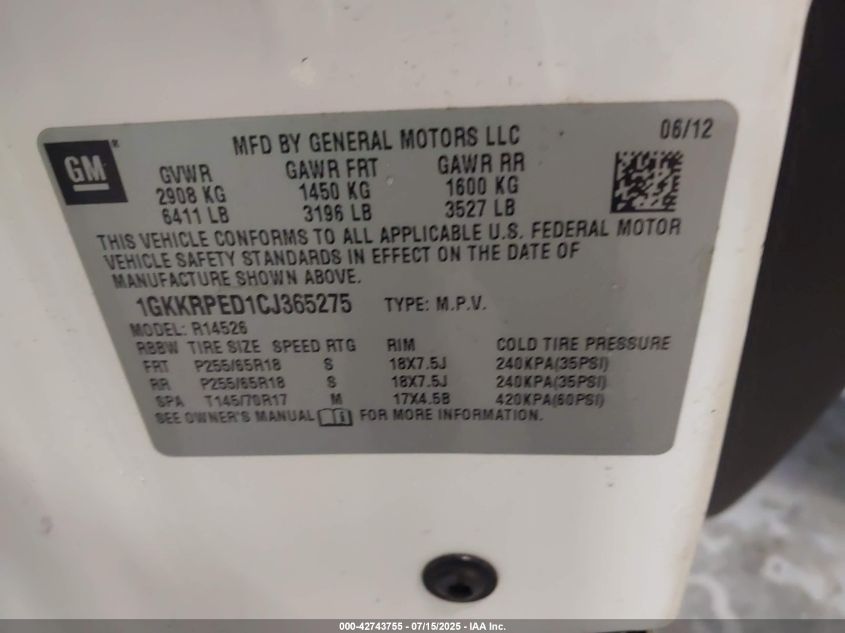 GM®
MFD BY GENERAL MOTORS LLC 06/12
GVWR GAWR FRT GAWR RR
2908 KG 1450 KG 1600 KG
6411 LB 3196 LB 3527 LB
THIS VEHICLE CONFORMS TO ALL APPLICABLE U.S. FEDERAL MOTOR
VEHICLE SAFETY STANDARDS IN EFFECT ON THE DATE OF
MANUFACTURE SHOWN ABOVE.
1GKKRPED1CJ365275 TYPE: M.P.V.
MODEL: R14526
RBBW TIRE SIZE SPEED RTG RIM COLD TIRE PRESSURE
FRT P255/65R18 S 18X7.5J 240KPA(35PSI)
RR P255/65R18 S 18X7.5J 240KPA(35PSI)
SPA T145/70R17 M 17X4.5B 420KPA(60PSI)
SEE OWNER'S MANUAL FOR MORE INFORMATION.
000-42743755 - 07/15/2025 - IAA Inc.